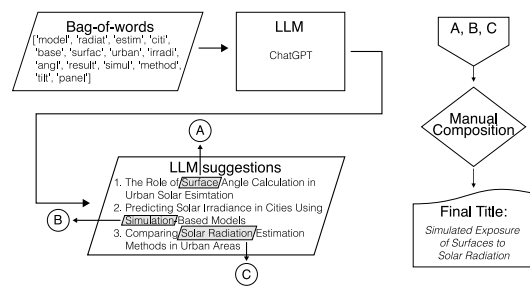 Bag-of-words
['model', 'radiat', 'estim', 'citi',
'base', 'surfac', 'urban', 'irradi',
'angl', 'result', 'simul', 'method',
'tilt', 'panel']
LLM
ChatGPT
A
LLM suggestions
1. The Role of Surface Angle Calculation in
Urban Solar Esimtation
2. Predicting Solar Irradiance in Cities Using
Simulation-Based Models
3. Comparing Solar Radiation Estimation
Methods in Urban Areas
B
C
A, B, C
Manual
Composition
Final Title:
Simulated Exposure
of Surfaces to
Solar Radiation